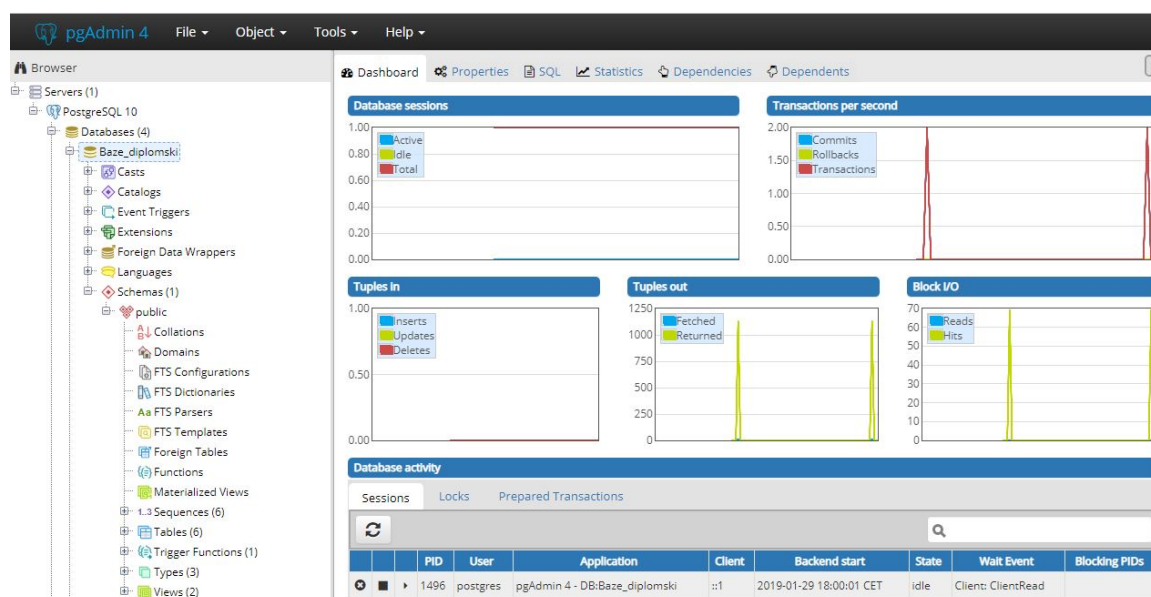 pgAdmin 4 File Object Tools Help
Browser
Servers (1)
PostgreSQL 10
Databases (4)
Baze_diplomski
Casts
Catalogs
Event Triggers
Extensions
Foreign Data Wrappers
Languages
Schemas (1)
public
Collations
Domains
FTS Configurations
FTS Dictionaries
Aa FTS Parsers
FTS Templates
Foreign Tables
Functions
Materialized Views
1..3 Sequences (6)
Tables (6)
Trigger Functions (1)
Types (3)
Views (2)
Dashboard Properties SQL Statistics Dependencies Dependents
Database sessions
1.00
0.80
0.60
0.40
0.20
0.00
Active
Idle
Total
Transactions per second
2.00
1.50
1.00
0.50
0.00
Commits
Rollbacks
Transactions
Tuples in
1.00
0.50
0.00
Inserts
Updates
Deletes
Tuples out
1250
1000
750
500
250
0
Fetched
Returned
Block I/O
70
60
50
40
30
20
10
0
Reads
Hits
Database activity
Sessions Locks Prepared Transactions
PID User Application Client Backend start State Wait Event Blocking PIDs
1496 postgres pgAdmin 4 - DB:Baze_diplomski ::1 2019-01-29 18:00:01 CET idle Client: ClientRead